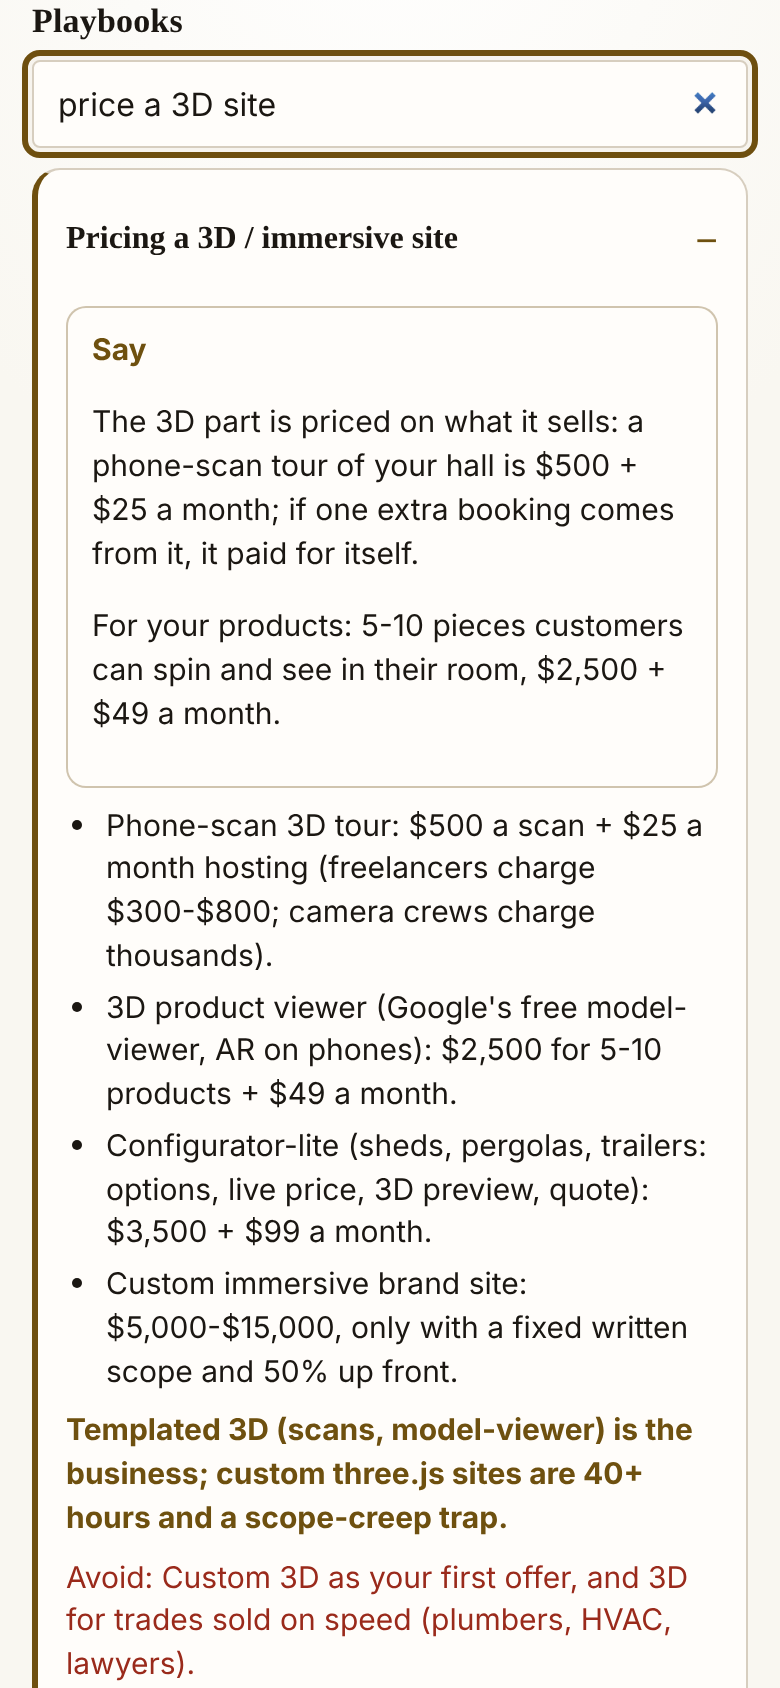 Playbooks
price a 3D site
Pricing a 3D / immersive site
Say
The 3D part is priced on what it sells: a
phone-scan tour of your hall is $500 +
$25 a month; if one extra booking comes
from it, it paid for itself.
For your products: 5-10 pieces customers
can spin and see in their room, $2,500 +
$49 a month.
• Phone-scan 3D tour: $500 a scan + $25 a
month hosting (freelancers charge
$300-$800; camera crews charge
thousands).
• 3D product viewer (Google's free model-
viewer, AR on phones): $2,500 for 5-10
products + $49 a month.
• Configurator-lite (sheds, pergolas, trailers:
options, live price, 3D preview, quote):
$3,500 + $99 a month.
• Custom immersive brand site:
$5,000-$15,000, only with a fixed written
scope and 50% up front.
Templated 3D (scans, model-viewer) is the
business; custom three.js sites are 40+
hours and a scope-creep trap.
Avoid: Custom 3D as your first offer, and 3D
for trades sold on speed (plumbers, HVAC,
lawyers).